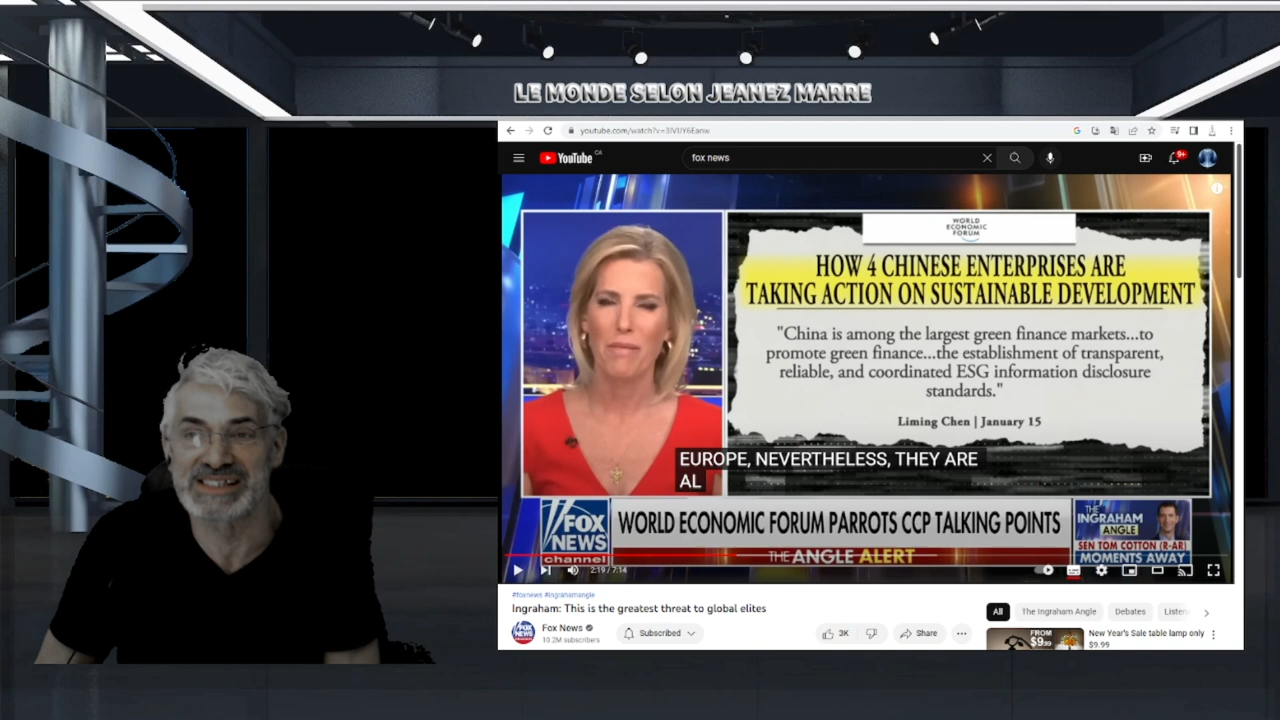 LE MONDE SELON JEANEZ MARRE
youtube.com/watch?v=3IVUY6Eanw
YouTube CA
fox news
9+
WORLD
ECONOMIC
FORUM
HOW 4 CHINESE ENTERPRISES ARE
TAKING ACTION ON SUSTAINABLE DEVELOPMENT
"China is among the largest green finance markets...to
promote green finance...the establishment of transparent,
reliable, and coordinated ESG information disclosure
standards."
Liming Chen | January 15
EUROPE, NEVERTHELESS, THEY ARE
AL
FOX
NEWS
channel
WORLD ECONOMIC FORUM PARROTS CCP TALKING POINTS
THE ANGLE ALERT
THE
INGRAHAM
ANGLE
SEN TOM COTTON (R-AR)
MOMENTS AWAY
2:19 / 7:14
#foxnews #ingrahamangle
Ingraham: This is the greatest threat to global elites
Fox News
10.2M subscribers
Subscribed
3K
Share
All
The Ingraham Angle
Debates
Listen
FROM
$9.99
New Year's Sale table lamp only
$9.99